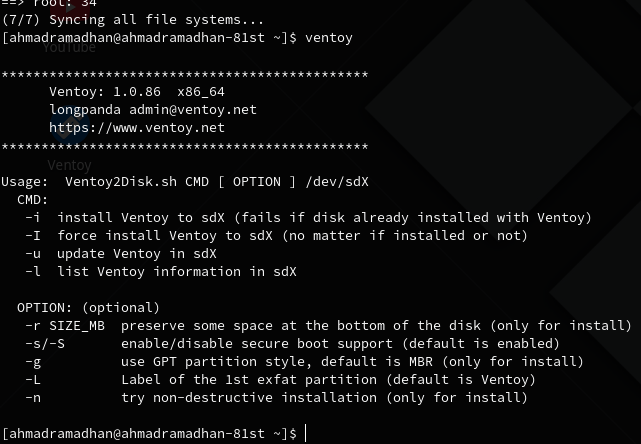 ==> root: 34
(7/7) Syncing all file systems...
[ahmadramadhan@ahmadramadhan-81st ~]$ ventoy
YouTube
**********************************************
Ventoy: 1.0.86  x86_64
longpanda admin@ventoy.net
https://www.ventoy.net
**********************************************
Ventoy
Usage:  Ventoy2Disk.sh CMD [ OPTION ] /dev/sdX
CMD:
-i  install Ventoy to sdX (fails if disk already installed with Ventoy)
-I  force install Ventoy to sdX (no matter if installed or not)
-u  update Ventoy in sdX
-l  list Ventoy information in sdX
OPTION: (optional)
-r SIZE_MB  preserve some space at the bottom of the disk (only for install)
-s/-S       enable/disable secure boot support (default is enabled)
-g          use GPT partition style, default is MBR (only for install)
-L          Label of the 1st exfat partition (default is Ventoy)
-n          try non-destructive installation (only for install)
[ahmadramadhan@ahmadramadhan-81st ~]$